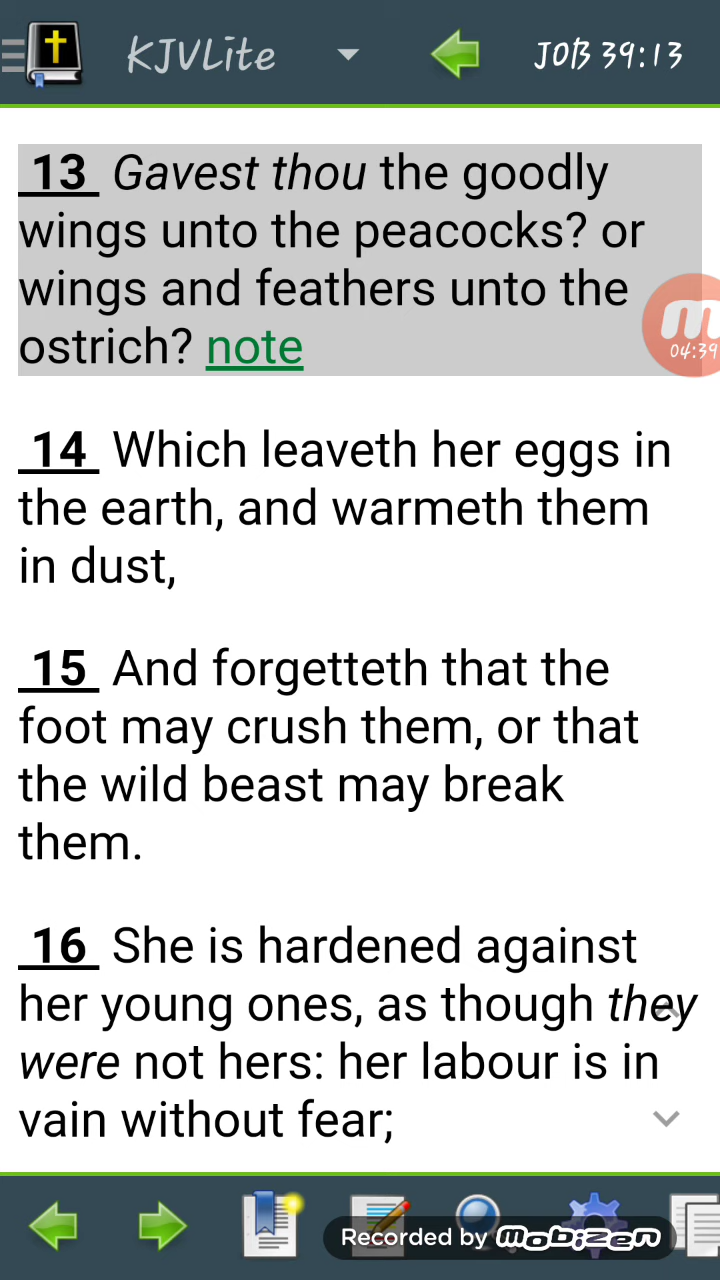 KJVLite JOB 39:13
13 Gavest thou the goodly
wings unto the peacocks? or
wings and feathers unto the
ostrich? note
04:39
14 Which leaveth her eggs in
the earth, and warmeth them
in dust,
15 And forgetteth that the
foot may crush them, or that
the wild beast may break
them.
16 She is hardened against
her young ones, as though they
were not hers: her labour is in
vain without fear;
Recorded by mobizen